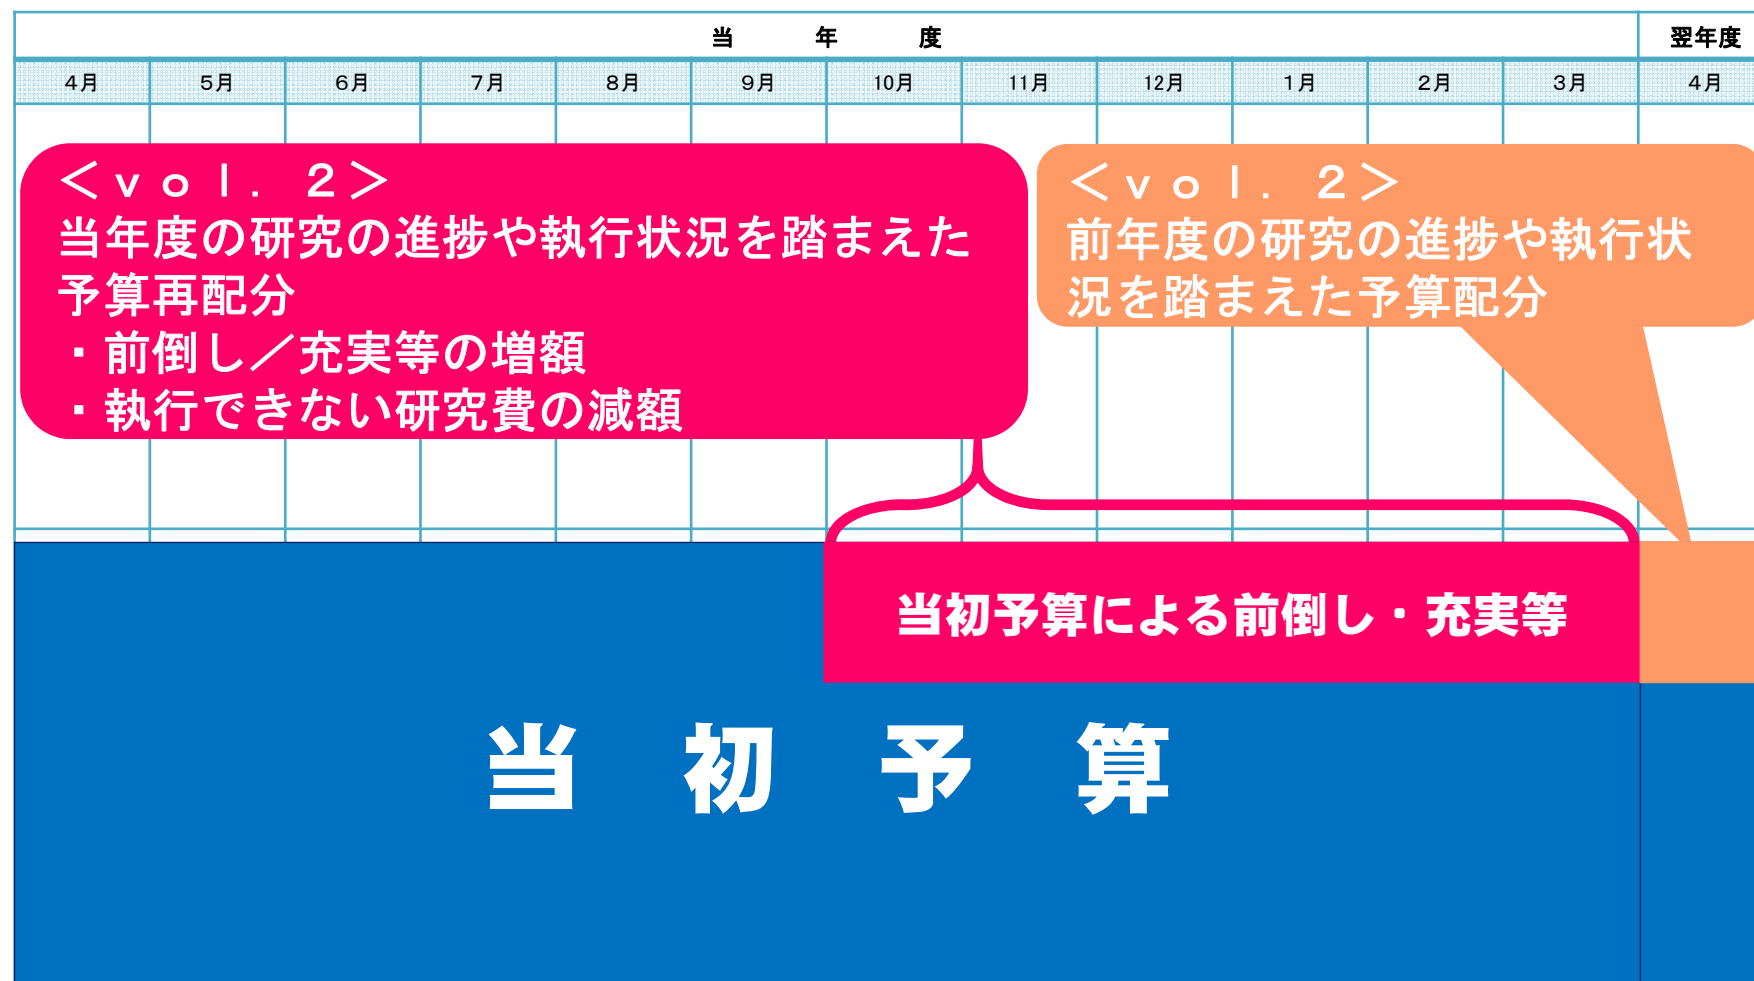 当年度
翌年度
4月 5月 6月 7月 8月 9月 10月 11月 12月 1月 2月 3月 4月
＜ｖｏｌ．２＞
当年度の研究の進捗や執行状況を踏まえた
予算再配分
・前倒し／充実等の増額
・執行できない研究費の減額
＜ｖｏｌ．２＞
前年度の研究の進捗や執行状
況を踏まえた予算配分
当初予算による前倒し・充実等
当初予算